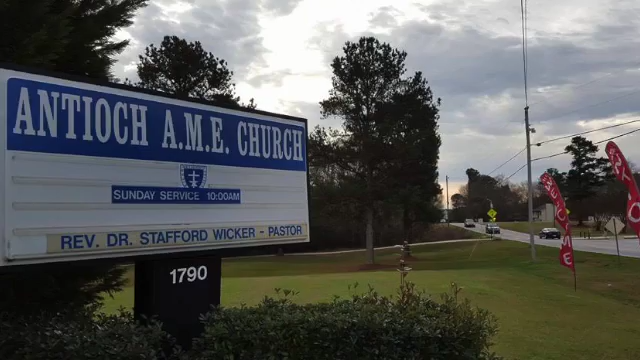 ANTIOCH A.M.E. CHURCH
SUNDAY SERVICE 10:00AM
REV. DR. STAFFORD WICKER - PASTOR
1790